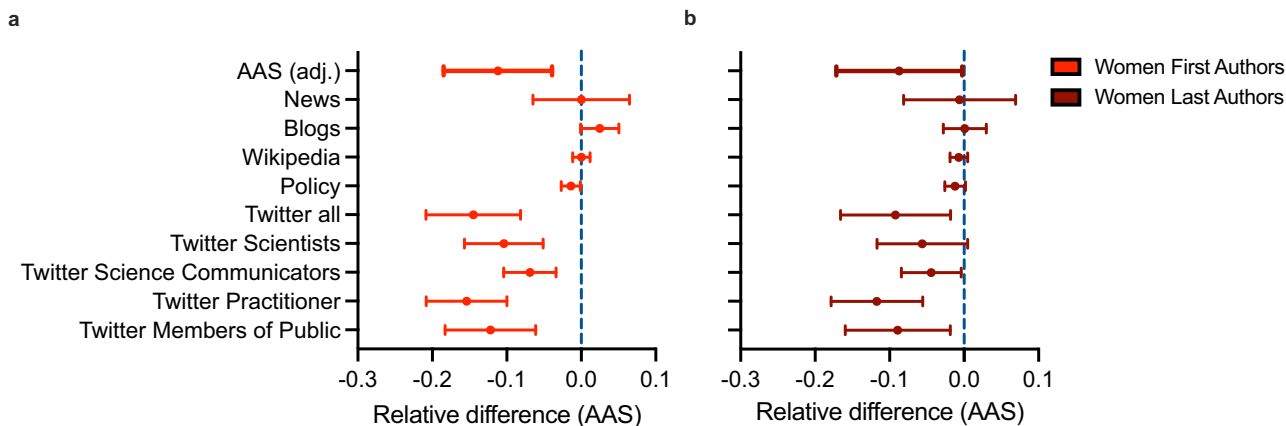 a
b
AAS (adj.)
News
Blogs
Wikipedia
Policy
Twitter all
Twitter Scientists
Twitter Science Communicators
Twitter Practitioner
Twitter Members of Public
-0.3 -0.2 -0.1 0.0 0.1
Relative difference (AAS)
-0.3 -0.2 -0.1 0.0 0.1
Relative difference (AAS)
Women First Authors
Women Last Authors